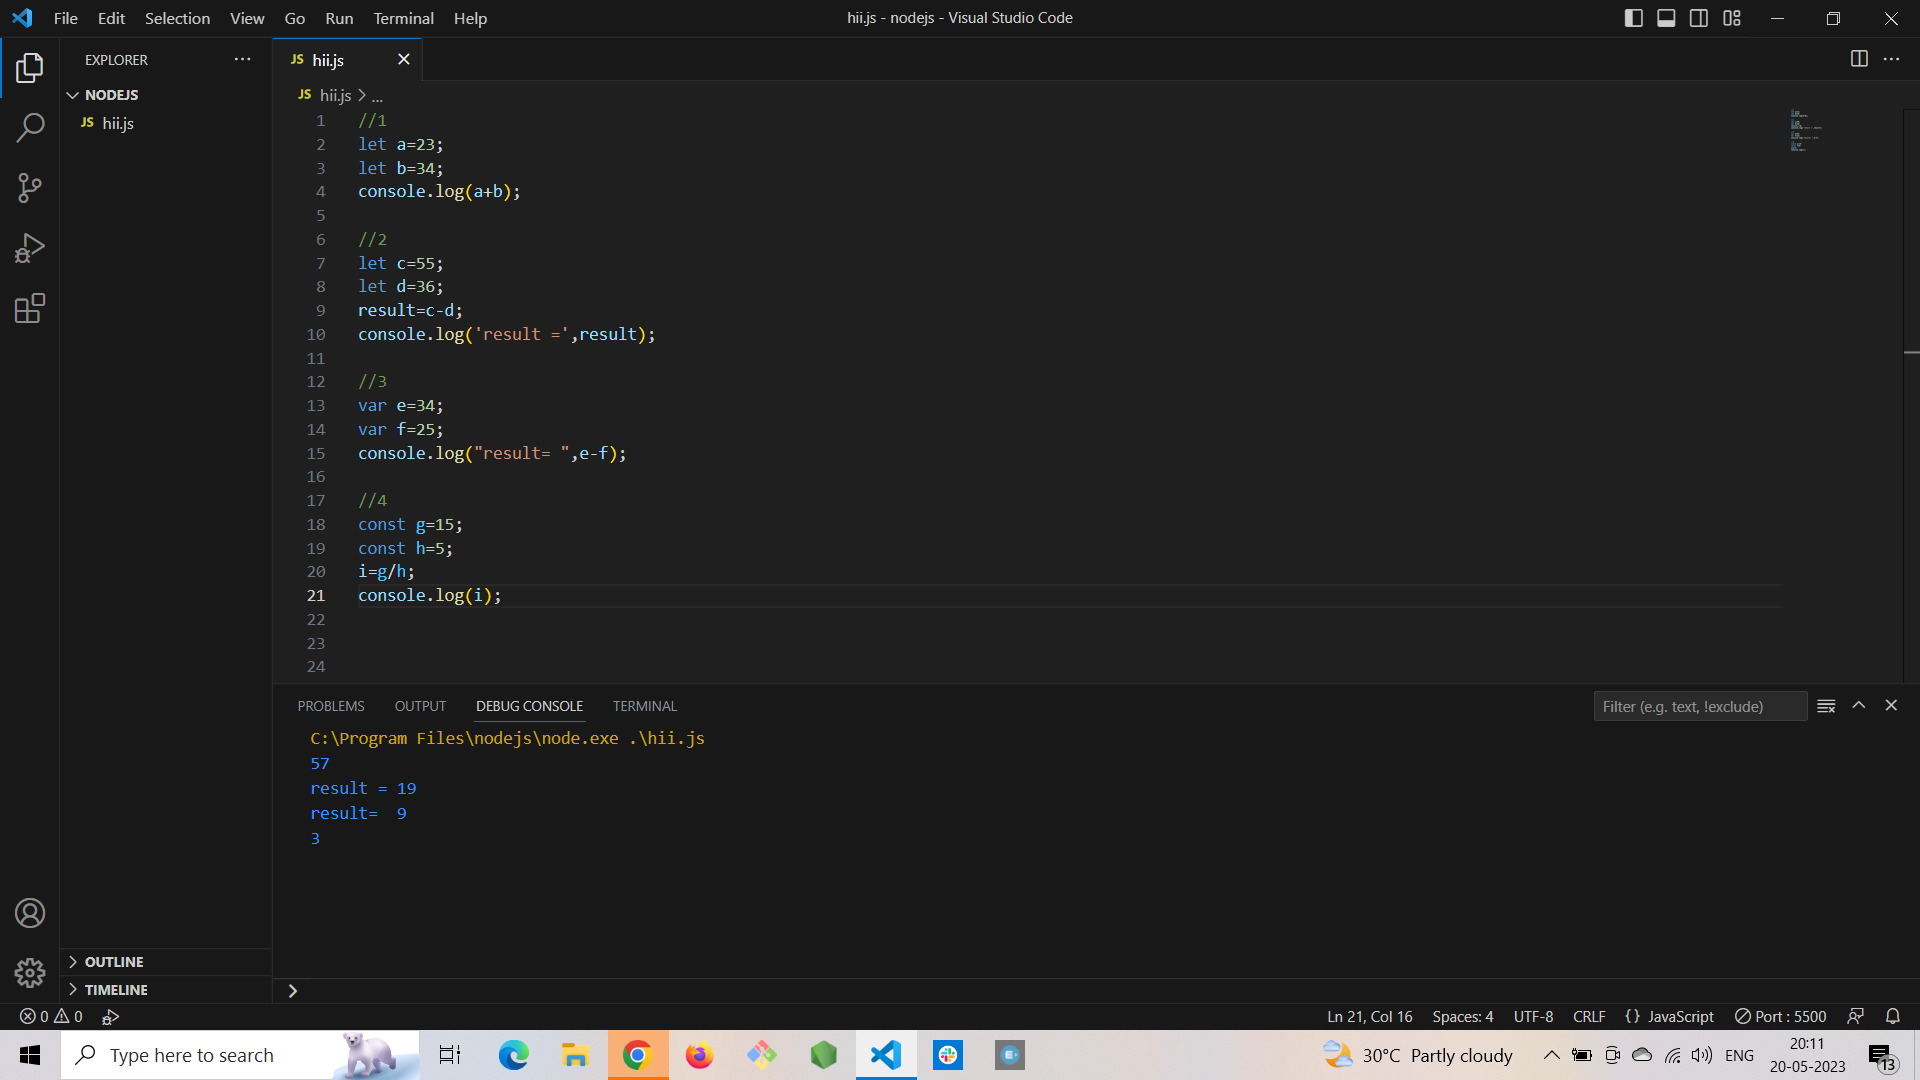 File Edit Selection View Go Run Terminal Help
hii.js - nodejs - Visual Studio Code
EXPLORER
NODEJS
JS hii.js
JS hii.js
JS hii.js > ...
1 //1
2 let a=23;
3 let b=34;
4 console.log(a+b);
5
6 //2
7 let c=55;
8 let d=36;
9 result=c-d;
10 console.log('result =',result);
11
12 //3
13 var e=34;
14 var f=25;
15 console.log("result= ",e-f);
16
17 //4
18 const g=15;
19 const h=5;
20 i=g/h;
21 console.log(i);
22
23
24
PROBLEMS OUTPUT DEBUG CONSOLE TERMINAL
Filter (e.g. text, !exclude)
C:\Program Files\nodejs\node.exe .\hii.js
57
result = 19
result=  9
3
OUTLINE
TIMELINE
0 0
Ln 21, Col 16 Spaces: 4 UTF-8 CRLF {} JavaScript Port : 5500
Type here to search
30°C Partly cloudy
ENG
20:11
20-05-2023
13